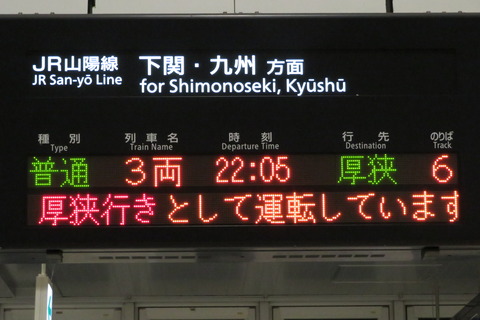 JR山陽線 下関・九州 方面
JR San-yō Line for Shimonoseki, Kyūshū
種別 列車名 時刻 行先 のりば
Type Train Name Departure Time Destination Track
普通 3両 22:05 厚狭 6
厚狭行きとして運転しています